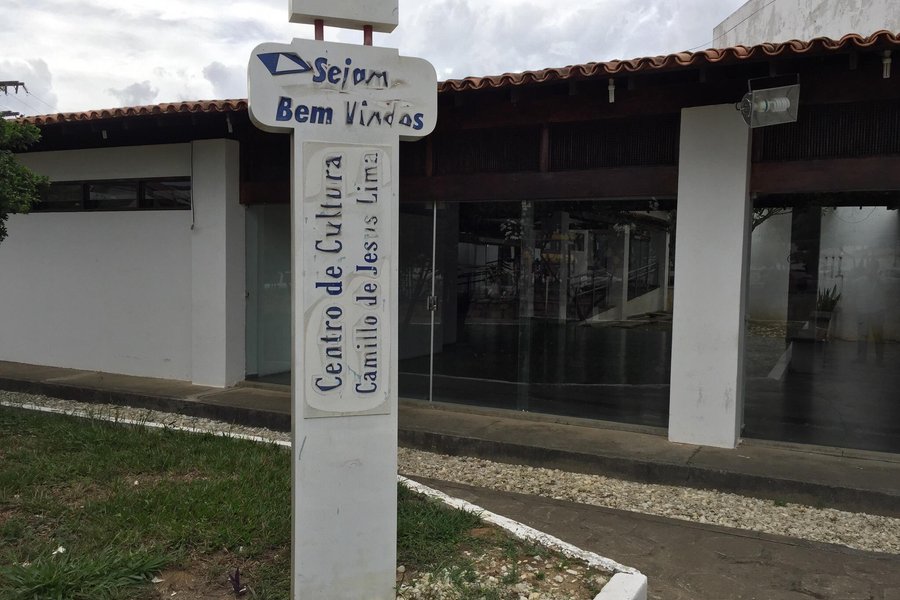 Sejam
Bem Vindos
Centro de Cultura
Camillo de Jesus Lima